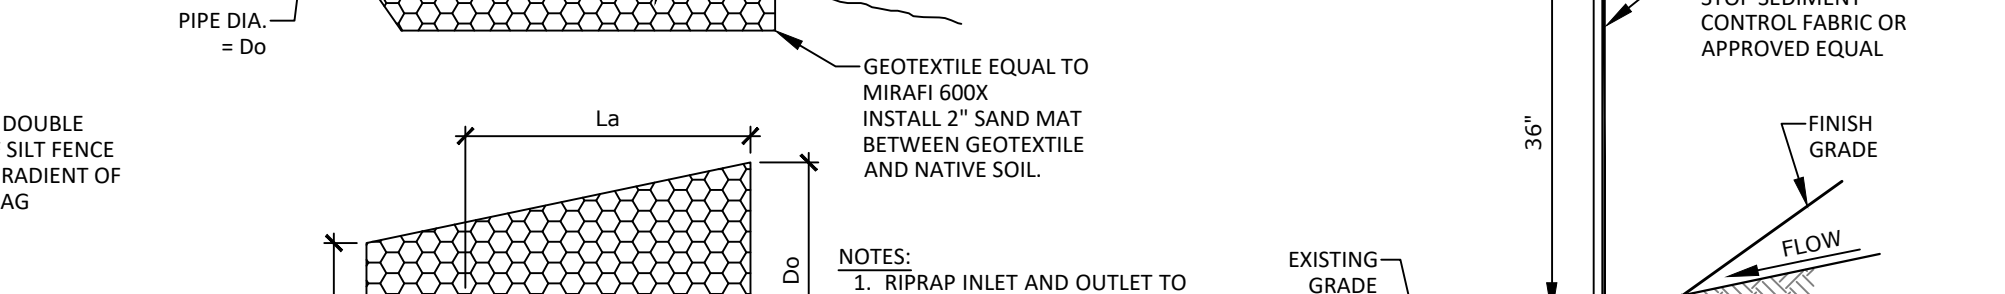 PIPE DIA.
= Do
DOUBLE
SILT FENCE
RADIENT OF
AG
La
GEOTEXTILE EQUAL TO
MIRAFI 600X
INSTALL 2" SAND MAT
BETWEEN GEOTEXTILE
AND NATIVE SOIL.
Do
NOTES:
1. RIPRAP INLET AND OUTLET TO
STOP SEDIMENT
CONTROL FABRIC OR
APPROVED EQUAL
36"
FINISH
GRADE
FLOW
EXISTING
GRADE